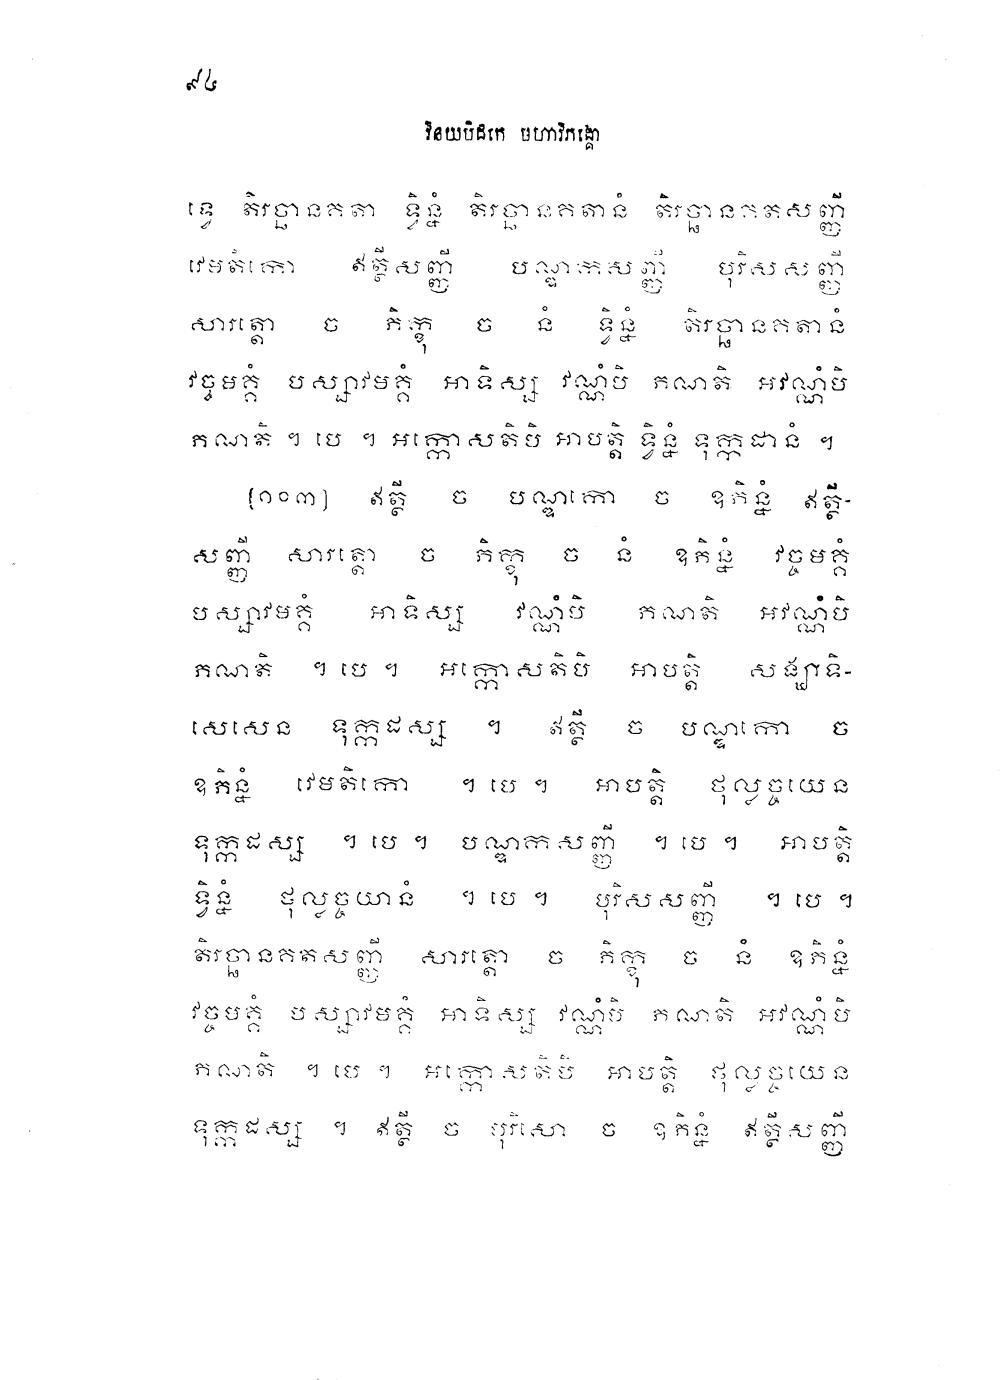 ៩៤
វិនយបិដកេ មហាវិភង្គោ
ទ្វេ តិរច្ឆានគតា ទ្វិន្នំ តិរច្ឆានគតានំ តិរច្ឆានគតសញ្ញី
វេមតិកោ ឥត្ថីសញ្ញី បណ្ឌកសញ្ញី បុរិសសញ្ញី
សារត្តោ ច ភិក្ខុ ច នំ ទ្វិន្នំ តិរច្ឆានគតានំ
វច្ចមគ្គំ បស្សាវមគ្គំ អាទិស្ស វណ្ណំបិ ភណតិ អវណ្ណំបិ
ភណតិ ។ បេ ។ អក្កោសតិបិ អាបត្តិ ទ្វិន្នំ ទុក្កដានំ ។
[១០៣] ឥត្ថី ច បណ្ឌកោ ច ឧភិន្នំ ឥត្ថី-
សញ្ញី សារត្តោ ច ភិក្ខុ ច នំ ឧភិន្នំ វច្ចមគ្គំ
បស្សាវមគ្គំ អាទិស្ស វណ្ណំបិ ភណតិ អវណ្ណំបិ
ភណតិ ។ បេ ។ អក្កោសតិបិ អាបត្តិ សង្ឃាទិ-
សេសេន ទុក្កដស្ស ។ ឥត្ថី ច បណ្ឌកោ ច
ឧភិន្នំ វេមតិកោ ។ បេ ។ អាបត្តិ ថុល្លច្ចយេន
ទុក្កដស្ស ។ បេ ។ បណ្ឌកសញ្ញី ។ បេ ។ អាបត្តិ
ទ្វិន្នំ ថុល្លច្ចយានំ ។ បេ ។ បុរិសសញ្ញី ។ បេ ។
តិរច្ឆានគតសញ្ញី សារត្តោ ច ភិក្ខុ ច នំ ឧភិន្នំ
វច្ចមគ្គំ បស្សាវមគ្គំ អាទិស្ស វណ្ណំបិ ភណតិ អវណ្ណំបិ
ភណតិ ។ បេ ។ អក្កោសតិបិ អាបត្តិ ថុល្លច្ចយេន
ទុក្កដស្ស ។ ឥត្ថី ច បុរិសោ ច ឧភិន្នំ ឥត្ថីសញ្ញី